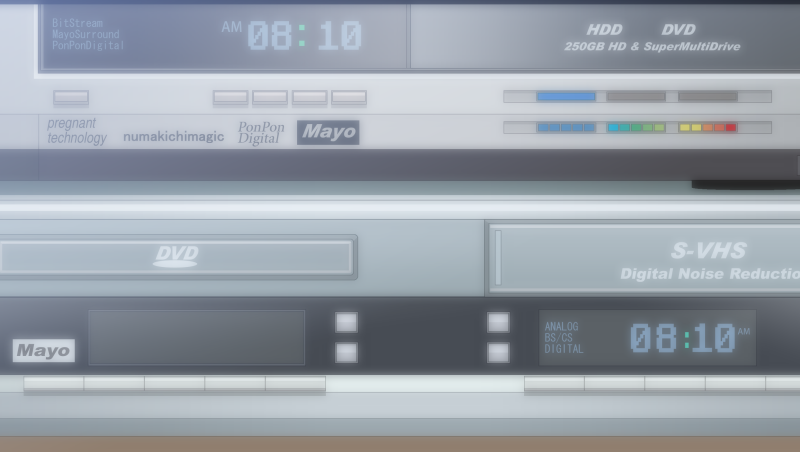 BitStream
MayoSurround
PonPonDigital
AM 08:10
HDD DVD
250GB HD & SuperMultiDrive
pregnant
technology
numakichimagic
PonPon
Digital
Mayo
DVD
S-VHS
Digital Noise Reductio
Mayo
ANALOG
BS/CS
DIGITAL
08:10 AM